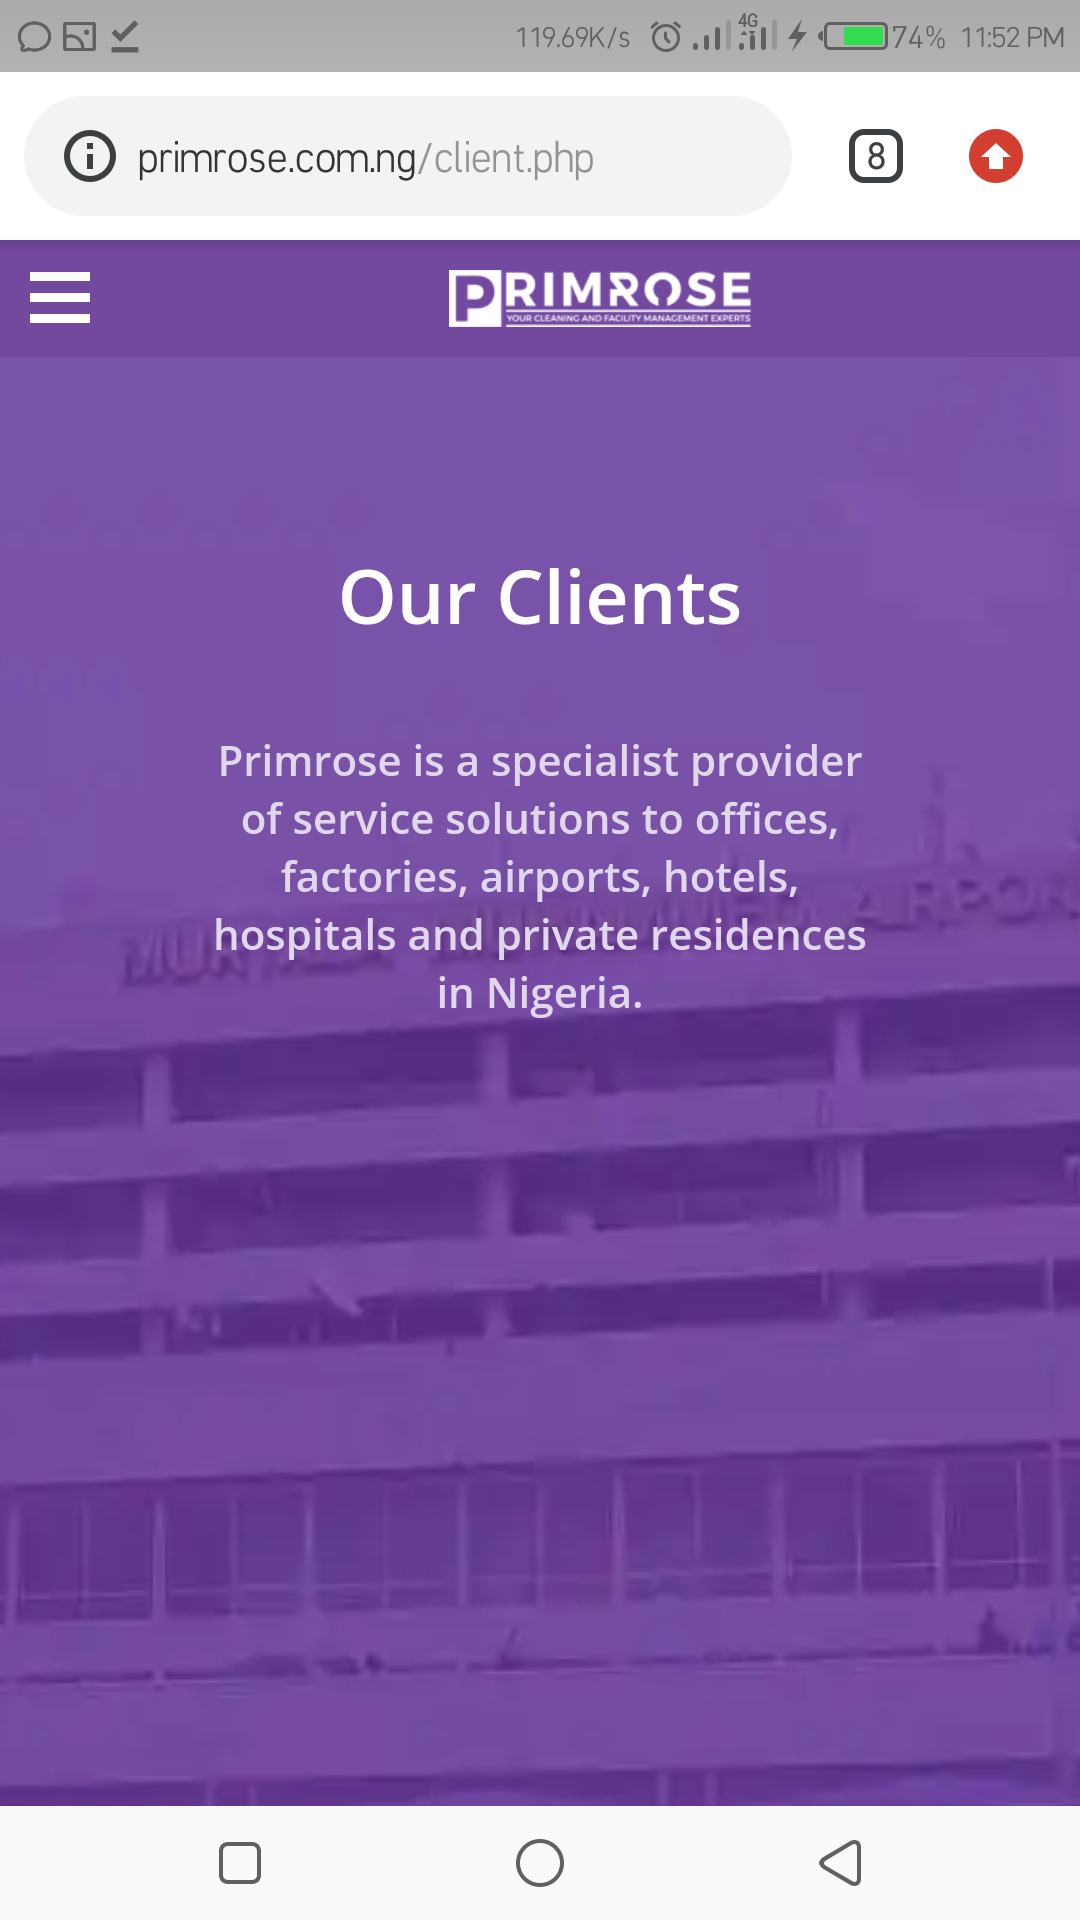 119.69K/s 4G 74% 11:52 PM
primrose.com.ng/client.php 8
PRIMROSE
YOUR CLEANING AND FACILITY MANAGEMENT EXPERTS
Our Clients
Primrose is a specialist provider
of service solutions to offices,
factories, airports, hotels,
hospitals and private residences
in Nigeria.
AIRPOR